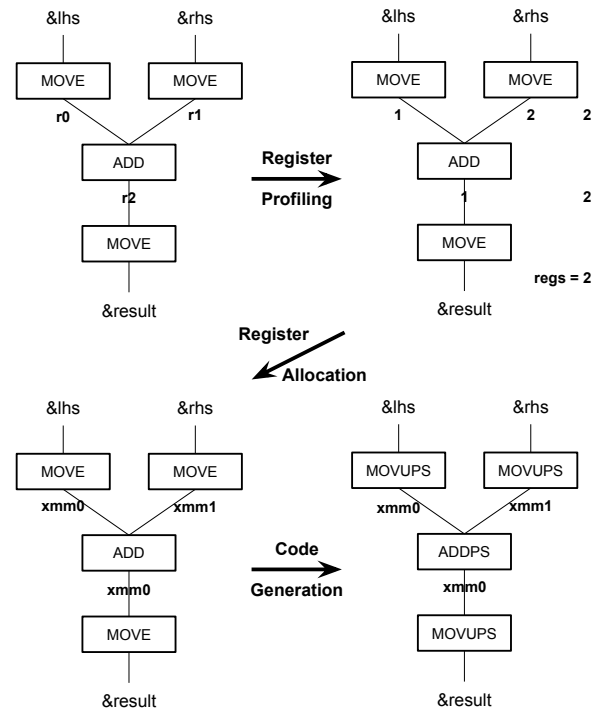 &lhs &rhs &lhs &rhs
MOVE MOVE MOVE MOVE
r0 r1 1 2 2
ADD Register ADD
r2 Profiling 1 2
MOVE MOVE
regs = 2
&result &result
Register
Allocation
&lhs &rhs &lhs &rhs
MOVE MOVE MOVUPS MOVUPS
xmm0 xmm1 xmm0 xmm1
ADD Code ADDPS
xmm0 Generation xmm0
MOVE MOVUPS
&result &result